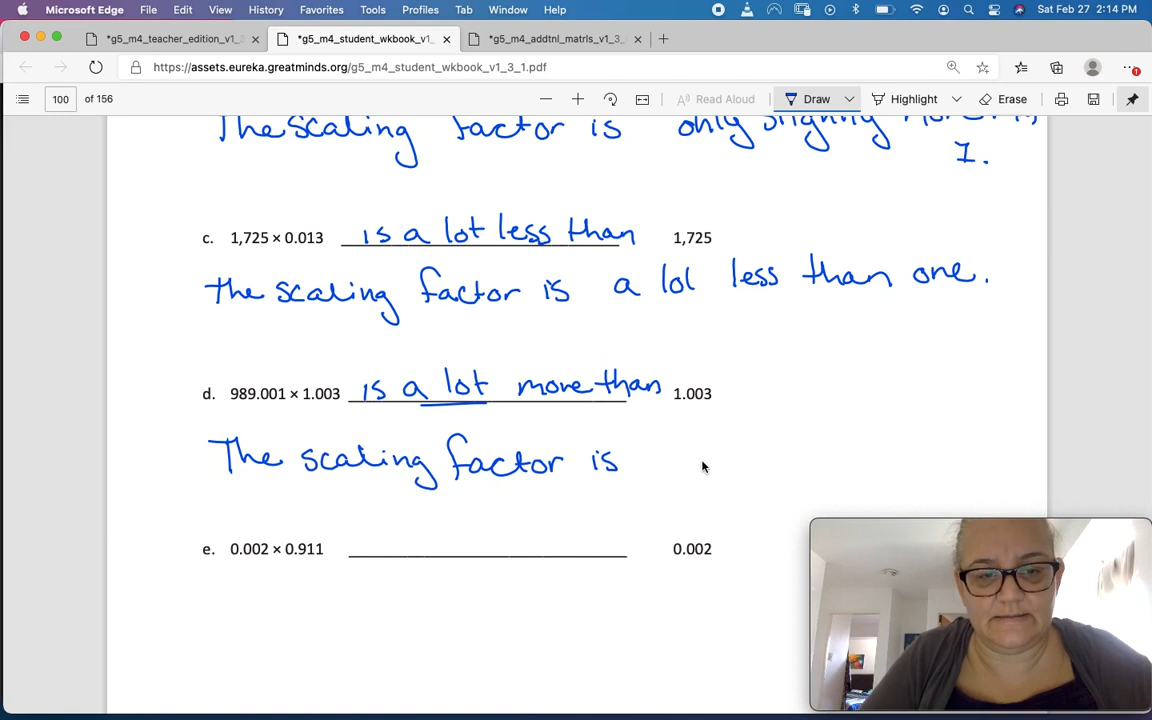 Microsoft Edge File Edit View History Favorites Tools Profiles Tab Window Help Sat Feb 27 2:14 PM
*g5_m4_teacher_edition_v1_3 *g5_m4_student_wkbook_v1_ *g5_m4_addtnl_matrls_v1_3_
https://assets.eureka.greatminds.org/g5_m4_student_wkbook_v1_3_1.pdf
100 of 156 Read Aloud Draw Highlight Erase
The scaling factor is only slightly
1.
c. 1,725 × 0.013 is a lot less than 1,725
the scaling factor is a lol less than one.
d. 989.001 × 1.003 is a lot more than 1.003
The scaling factor is
e. 0.002 × 0.911 0.002